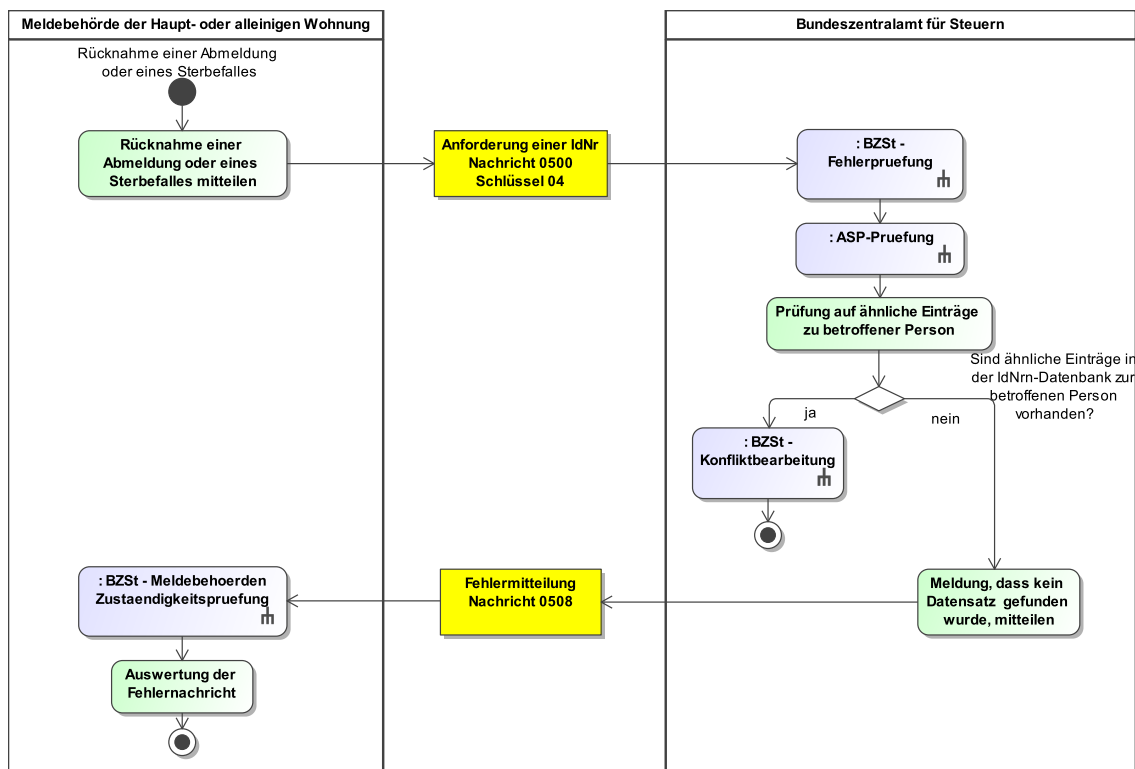 Meldebehörde der Haupt- oder alleinigen Wohnung
Bundeszentralamt für Steuern
Rücknahme einer Abmeldung
oder eines Sterbefalles
Rücknahme einer
Abmeldung oder eines
Sterbefalles mitteilen
Anforderung einer IdNr
Nachricht 0500
Schlüssel 04
: BZSt -
Fehlerpruefung
: ASP-Pruefung
Prüfung auf ähnliche Einträge
zu betroffener Person
Sind ähnliche Einträge in
der IdNrn-Datenbank zur
betroffenen Person
vorhanden?
ja
nein
: BZSt -
Konfliktbearbeitung
: BZSt - Meldebehoerden
Zustaendigkeitspruefung
Fehlermitteilung
Nachricht 0508
Meldung, dass kein
Datensatz gefunden
wurde, mitteilen
Auswertung der
Fehlernachricht